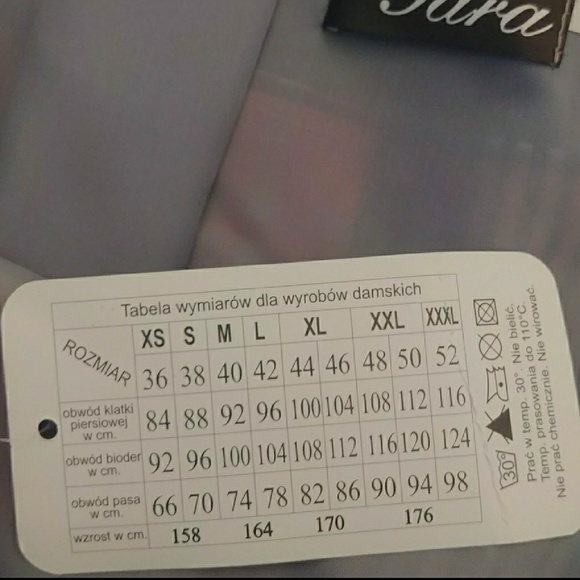 Tabela wymiarów dla wyrobów damskich
ROZMIAR XS S M L XL XXL XXXL
36 38 40 42 44 46 48 50 52
obwód klatki
piersiowej
w cm. 84 88 92 96 100 104 108 112 116
obwód bioder
w cm. 92 96 100 104 108 112 116 120 124
obwód pasa
w cm. 66 70 74 78 82 86 90 94 98
wzrost w cm. 158 164 170 176
30°
Prać w temp. 30°. Nie bielić.
Temp. prasowania do 110°C.
Nie prać chemicznie. Nie wirować.